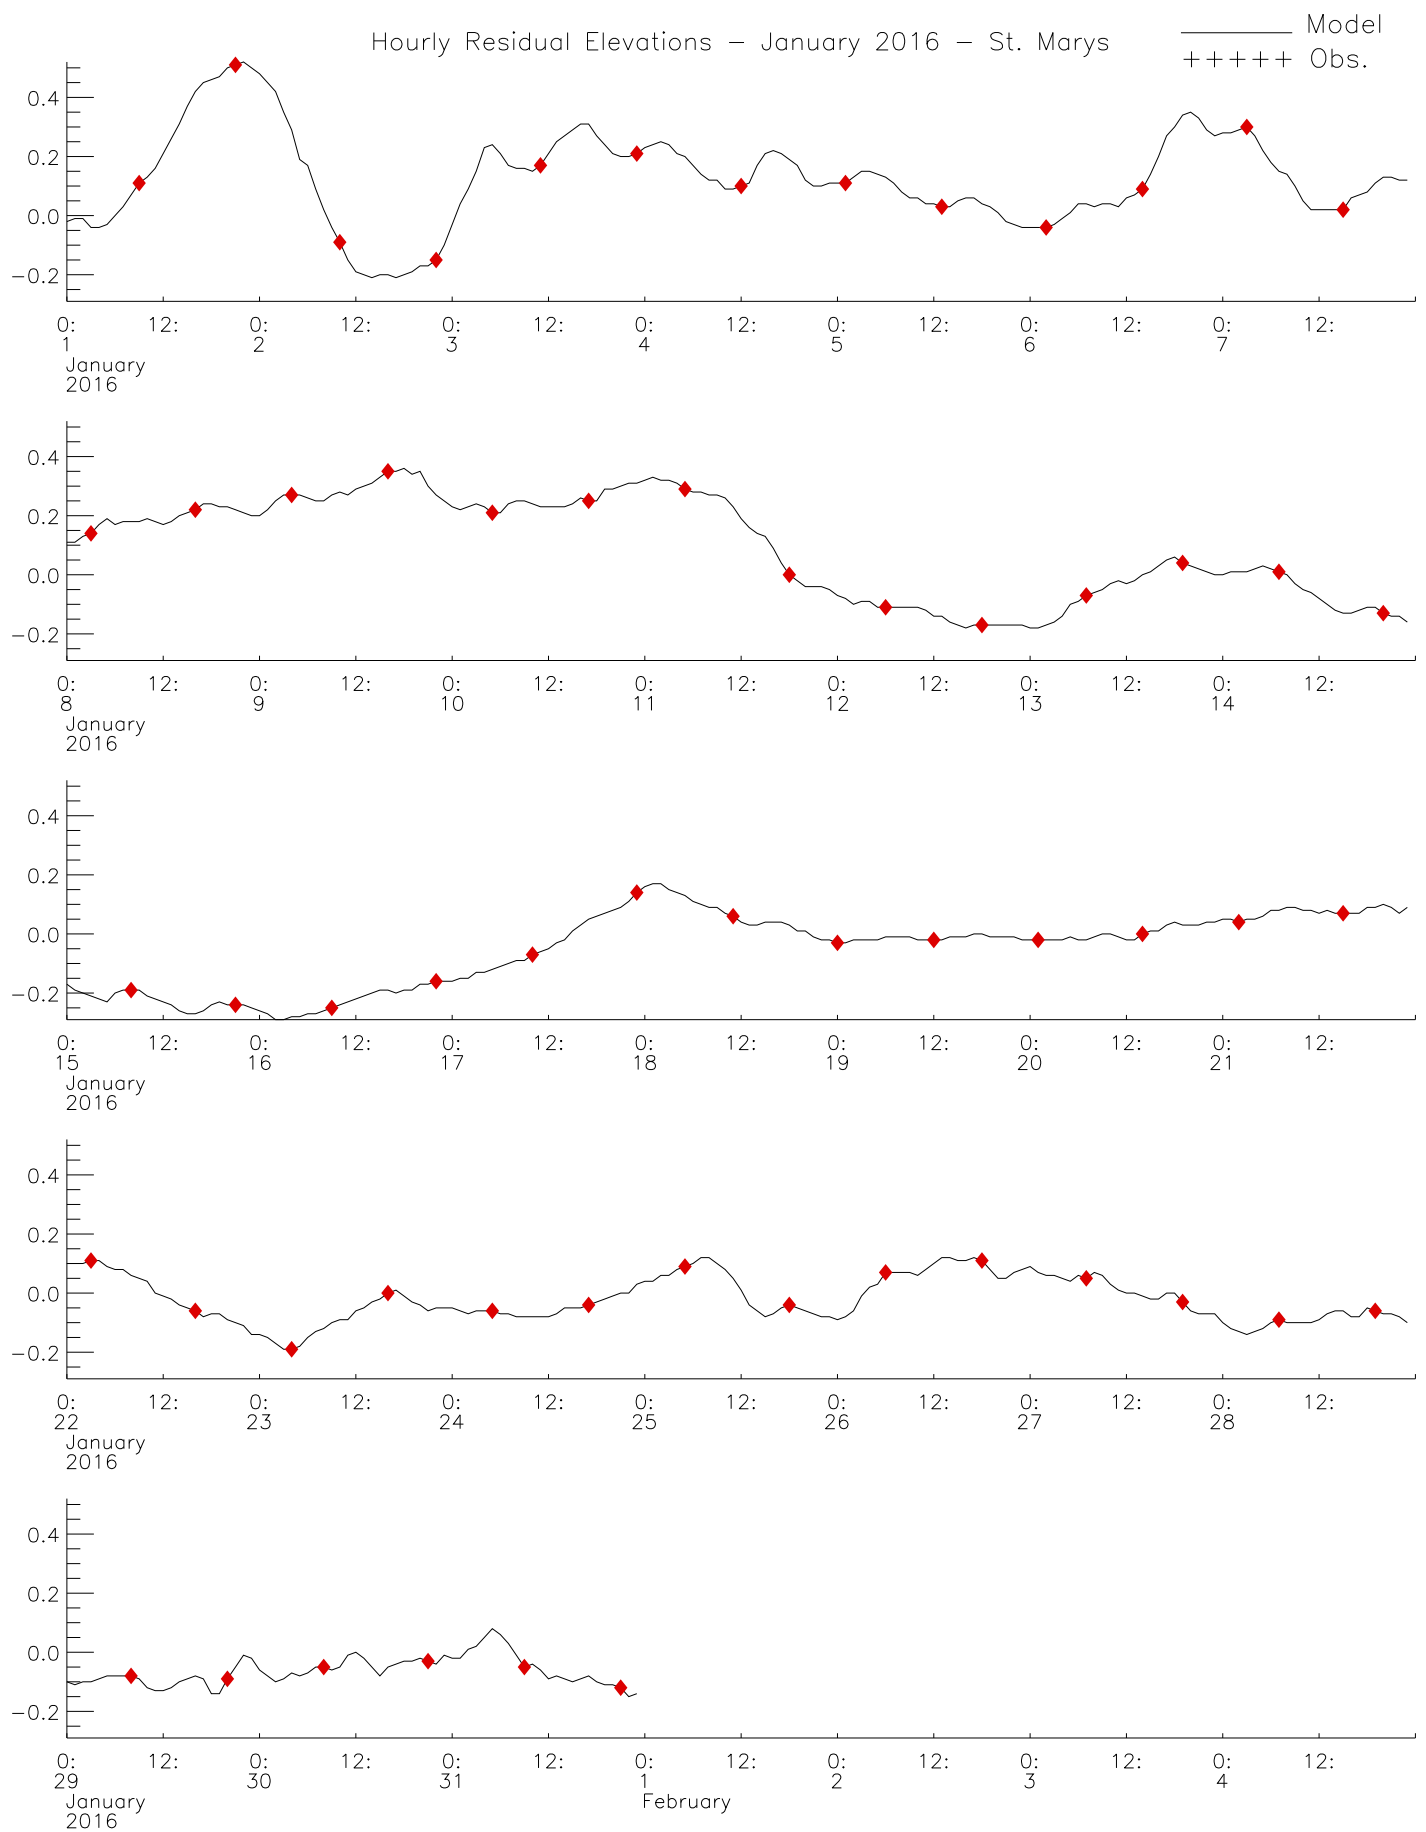 Hourly Residual Elevations – January 2016 – St. Marys
Model
+++++ Obs.
0.4
0.2
0.0
−0.2
0: 12: 0: 12: 0: 12: 0: 12: 0: 12: 0: 12: 0: 12:
1 2 3 4 5 6 7
January
2016
0.4
0.2
0.0
−0.2
0: 12: 0: 12: 0: 12: 0: 12: 0: 12: 0: 12: 0: 12:
8 9 10 11 12 13 14
January
2016
0.4
0.2
0.0
−0.2
0: 12: 0: 12: 0: 12: 0: 12: 0: 12: 0: 12: 0: 12:
15 16 17 18 19 20 21
January
2016
0.4
0.2
0.0
−0.2
0: 12: 0: 12: 0: 12: 0: 12: 0: 12: 0: 12: 0: 12:
22 23 24 25 26 27 28
January
2016
0.4
0.2
0.0
−0.2
0: 12: 0: 12: 0: 12: 0: 12: 0: 12: 0: 12: 0: 12:
29 30 31 1 2 3 4
January February
2016